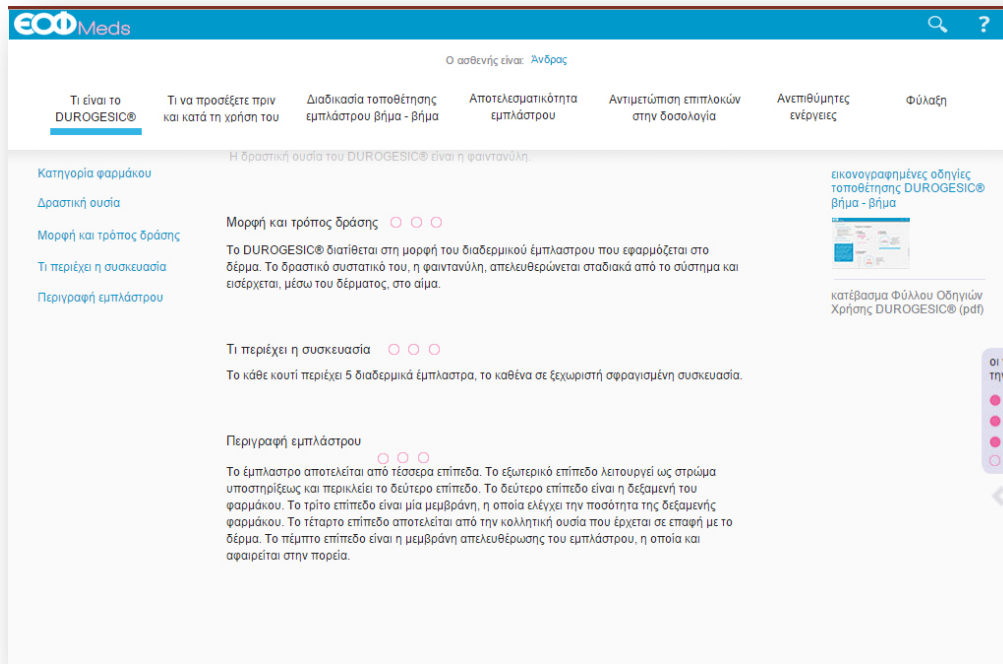 ΕΟΦMeds
?
Ο ασθενής είναι: Άνδρας
Τι είναι το
DUROGESIC®
Τι να προσέξετε πριν
και κατά τη χρήση του
Διαδικασία τοποθέτησης
εμπλάστρου βήμα - βήμα
Αποτελεσματικότητα
εμπλάστρου
Αντιμετώπιση επιπλοκών
στην δοσολογία
Ανεπιθύμητες
ενέργειες
Φύλαξη
Κατηγορία φαρμάκου
Δραστική ουσία
Μορφή και τρόπος δράσης
Τι περιέχει η συσκευασία
Περιγραφή εμπλάστρου
Η δραστική ουσία του DUROGESIC® είναι η φαιντανύλη.
Μορφή και τρόπος δράσης
Το DUROGESIC® διατίθεται στη μορφή του διαδερμικού έμπλαστρου που εφαρμόζεται στο
δέρμα. Το δραστικό συστατικό του, η φαιντανύλη, απελευθερώνεται σταδιακά από το σύστημα και
εισέρχεται, μέσω του δέρματος, στο αίμα.
Τι περιέχει η συσκευασία
Το κάθε κουτί περιέχει 5 διαδερμικά έμπλαστρα, το καθένα σε ξεχωριστή σφραγισμένη συσκευασία.
Περιγραφή εμπλάστρου
Το έμπλαστρο αποτελείται από τέσσερα επίπεδα. Το εξωτερικό επίπεδο λειτουργεί ως στρώμα
υποστηρίξεως και περικλείει το δεύτερο επίπεδο. Το δεύτερο επίπεδο είναι η δεξαμενή του
φαρμάκου. Το τρίτο επίπεδο είναι μία μεμβράνη, η οποία ελέγχει την ποσότητα της δεξαμενής
φαρμάκου. Το τέταρτο επίπεδο αποτελείται από την κολλητική ουσία που έρχεται σε επαφή με το
δέρμα. Το πέμπτο επίπεδο είναι η μεμβράνη απελευθέρωσης του εμπλάστρου, η οποία και
αφαιρείται στην πορεία.
εικονογραφημένες οδηγίες
τοποθέτησης DUROGESIC®
βήμα - βήμα
κατέβασμα Φύλλου Οδηγιών
Χρήσης DUROGESIC® (pdf)
οι